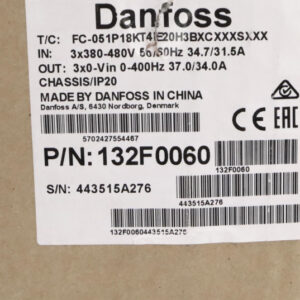 Danfoss
T/C: FC-051P18KT4E20H3BXCXXXSXXX
IN: 3x380-480V 50/60Hz 34.7/31.5A
OUT: 3x0-Vin 0-400Hz 37.0/34.0A
CHASSIS/IP20
MADE BY DANFOSS IN CHINA
Danfoss A/S, 6430 Nordborg, Denmark
5702427554467
P/N: 132F0060
132F0060
CE EAC
S/N: 443515A276
443515A276
132F0060443515A276